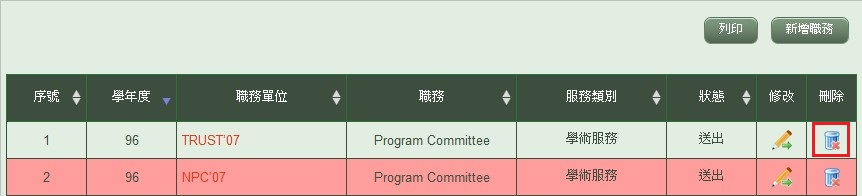 列印 新增職務
序號 學年度 職務單位 職務 服務類別 狀態 修改 刪除
1 96 TRUST'07 Program Committee 學術服務 送出
2 96 NPC'07 Program Committee 學術服務 送出